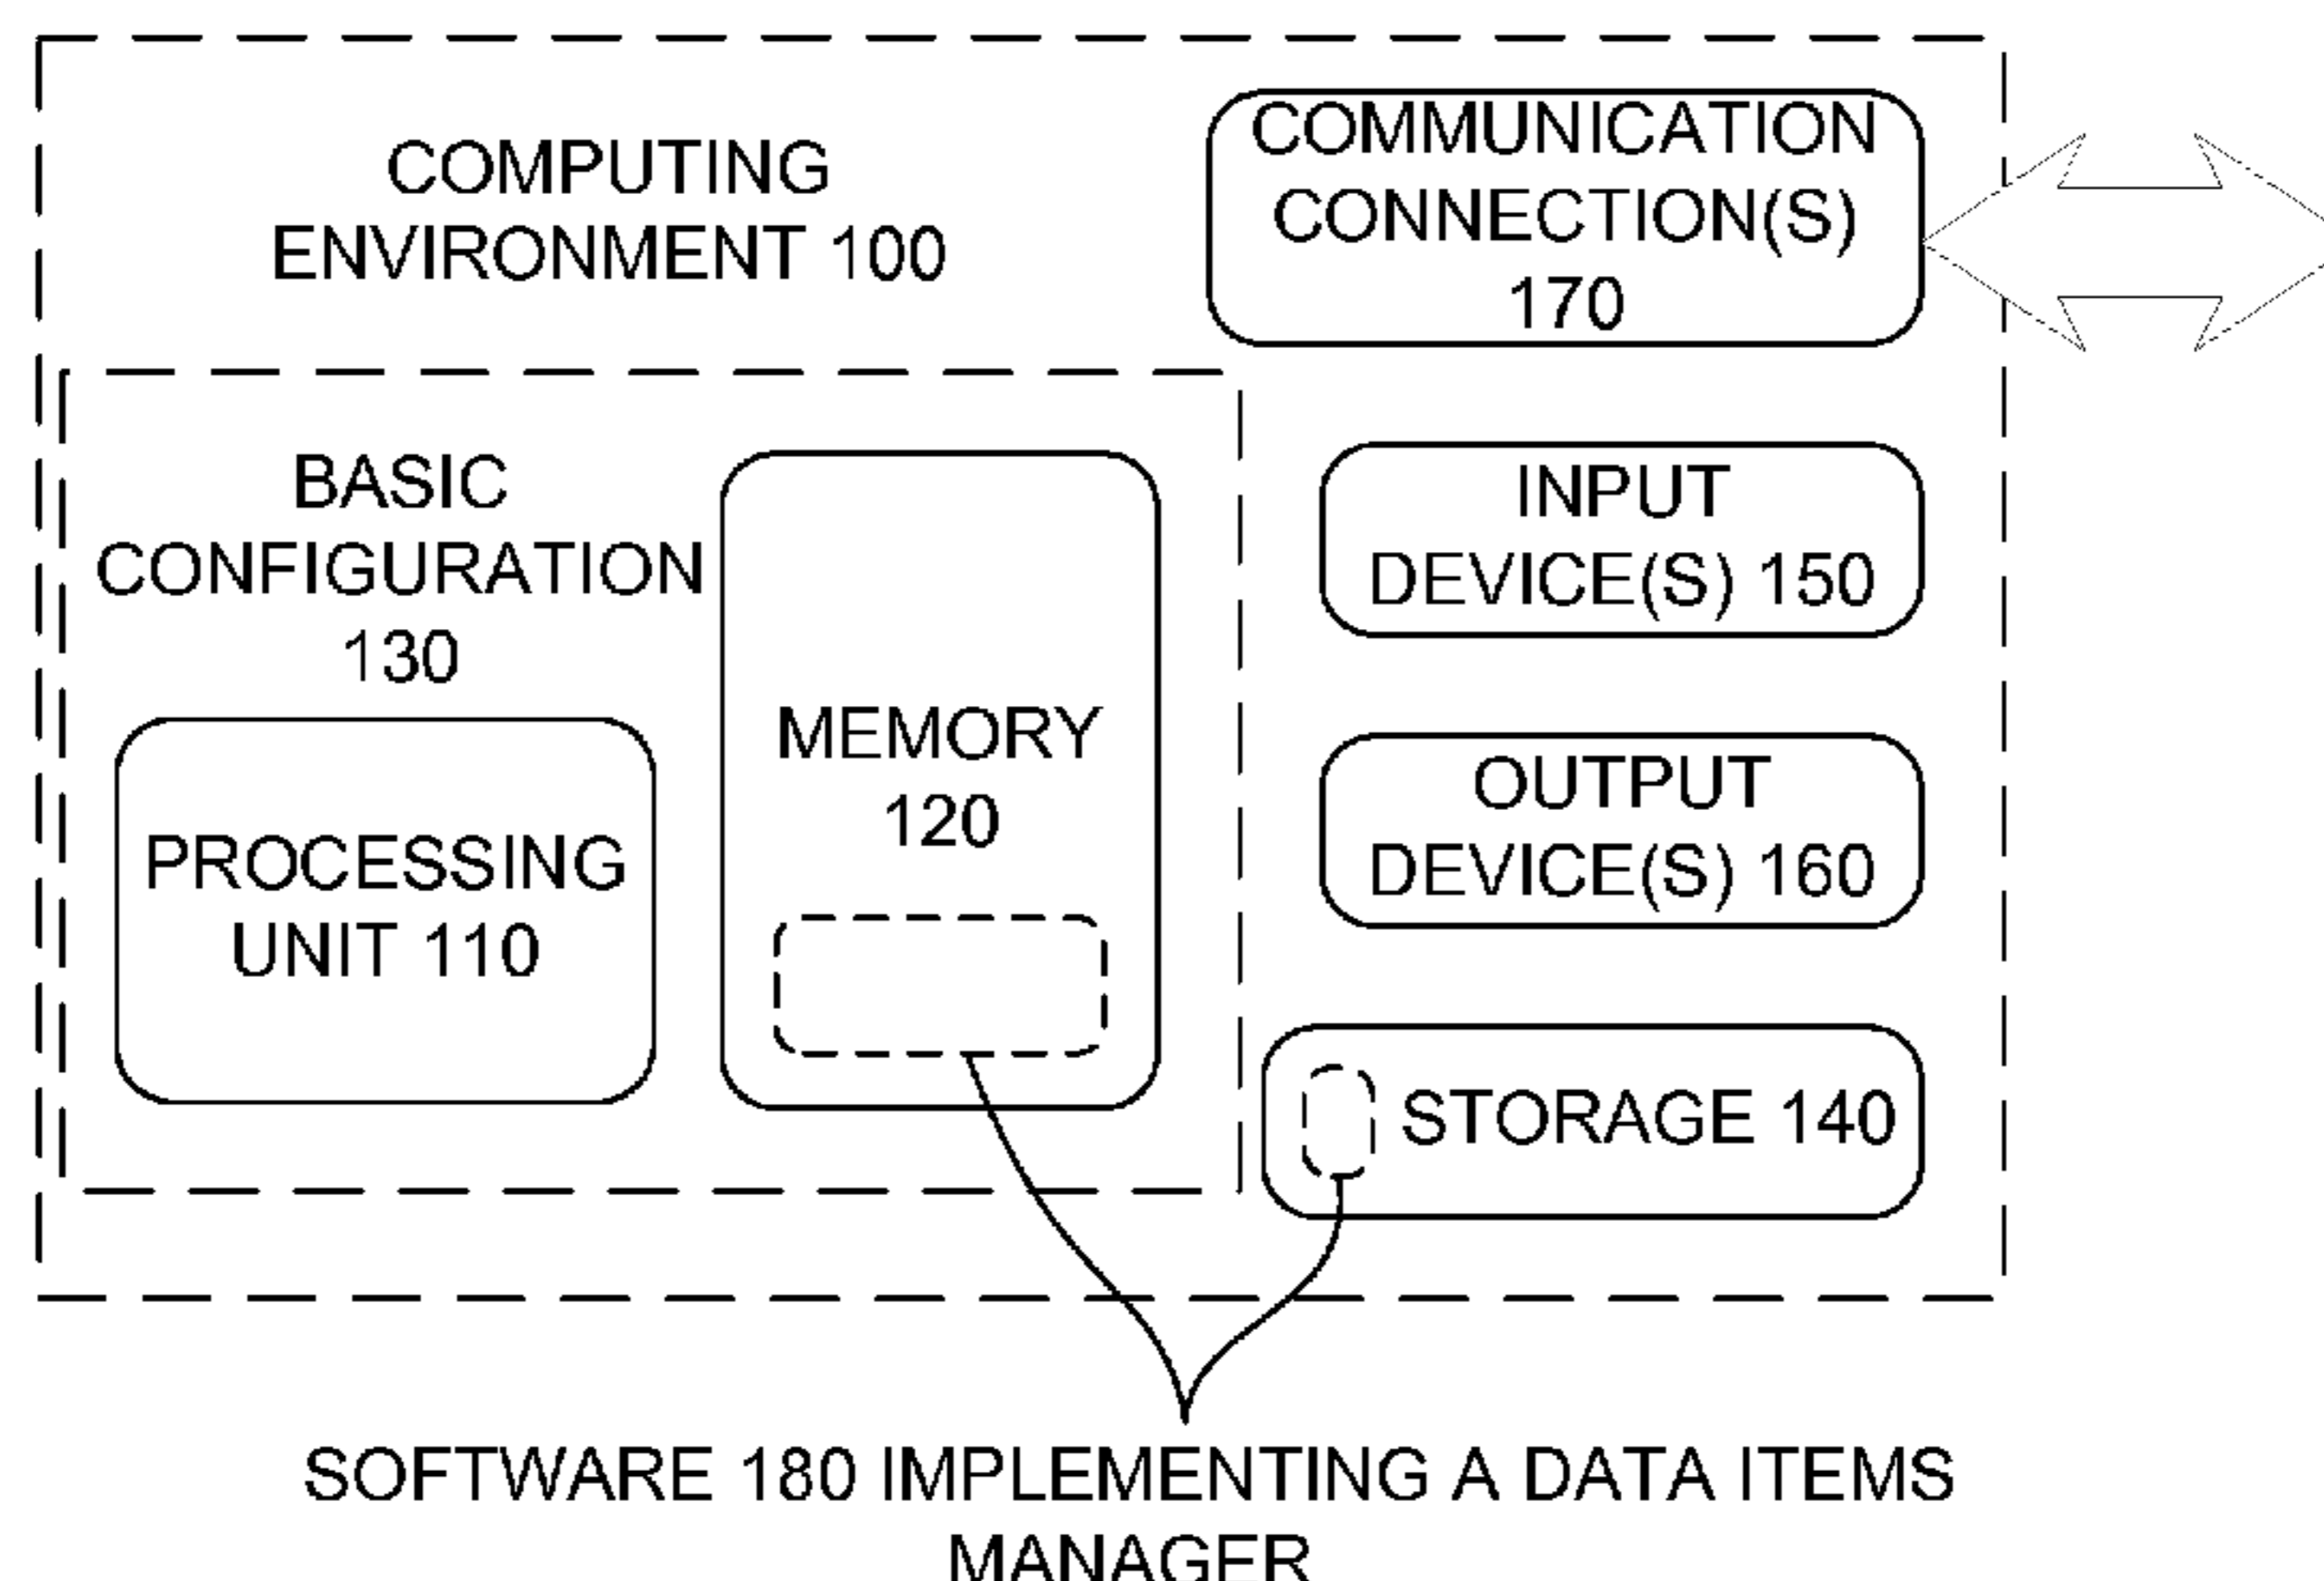 COMPUTING
ENVIRONMENT 100
COMMUNICATION
CONNECTION(S)
170
BASIC
CONFIGURATION
130
PROCESSING
UNIT 110
MEMORY
120
INPUT
DEVICE(S) 150
OUTPUT
DEVICE(S) 160
STORAGE 140
SOFTWARE 180 IMPLEMENTING A DATA ITEMS
MANAGER